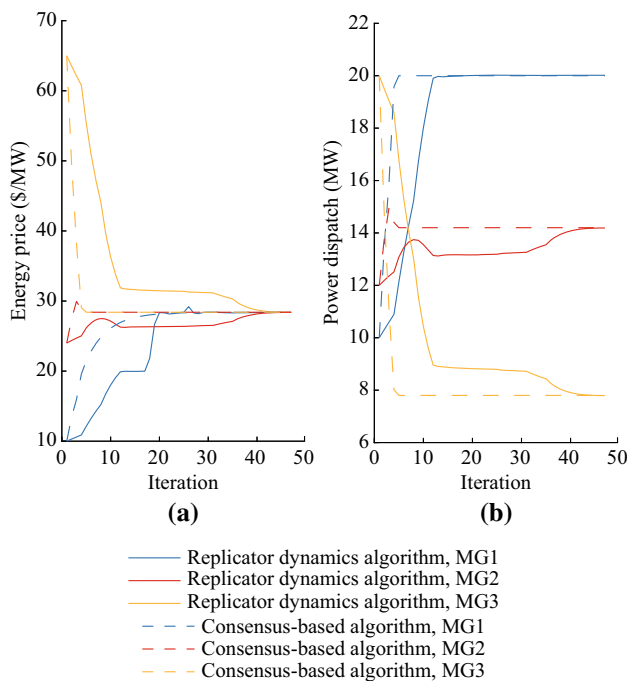 70
60
50
40
30
20
10
0 10 20 30 40 50
Energy price ($/MW)
Iteration
(a)
22
20
18
16
14
12
10
8
6
0 10 20 30 40 50
Power dispatch (MW)
Iteration
(b)
Replicator dynamics algorithm, MG1
Replicator dynamics algorithm, MG2
Replicator dynamics algorithm, MG3
Consensus-based algorithm, MG1
Consensus-based algorithm, MG2
Consensus-based algorithm, MG3